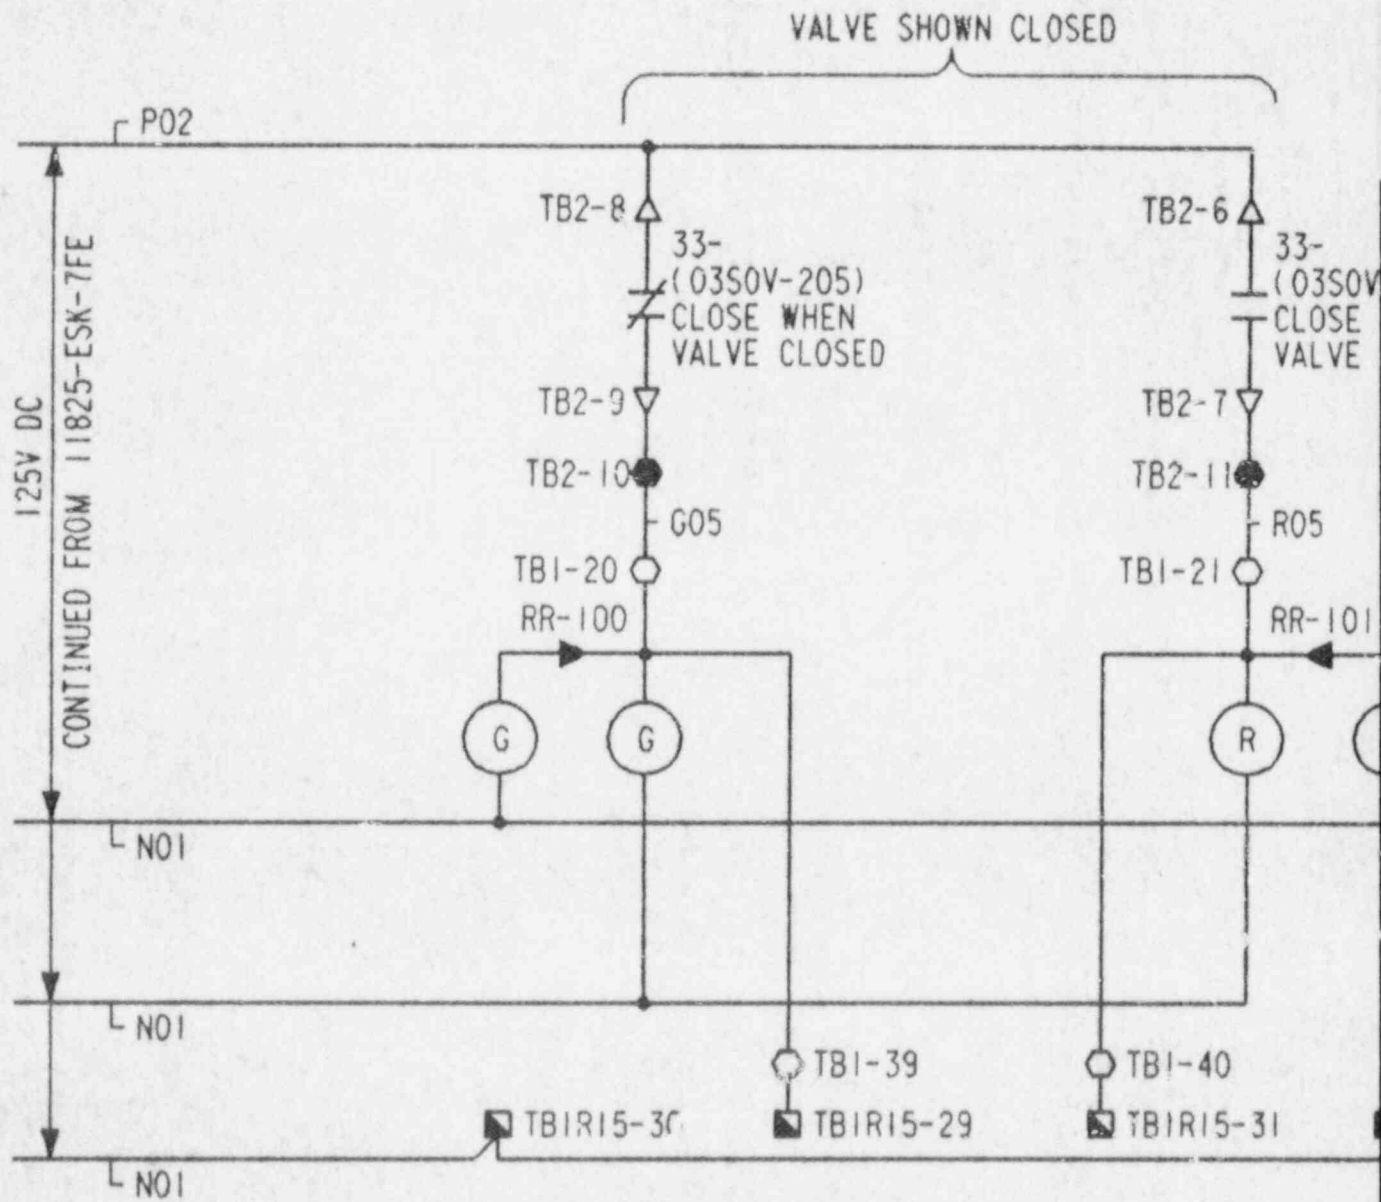 VALVE SHOWN CLOSED
P02
125V DC
CONTINUED FROM 11825-ESK-7FE
TB2-8
33-
(03SOV-205)
CLOSE WHEN
VALVE CLOSED
TB2-6
33-
(03SOV
CLOSE
VALVE
TB2-9
TB2-7
TB2-10
TB2-11
G05
R05
TB1-20
TB1-21
RR-100
RR-101
G
G
R
N01
N01
TB1-39
TB1-40
TB1R15-30
TB1R15-29
TB1R15-31
N01